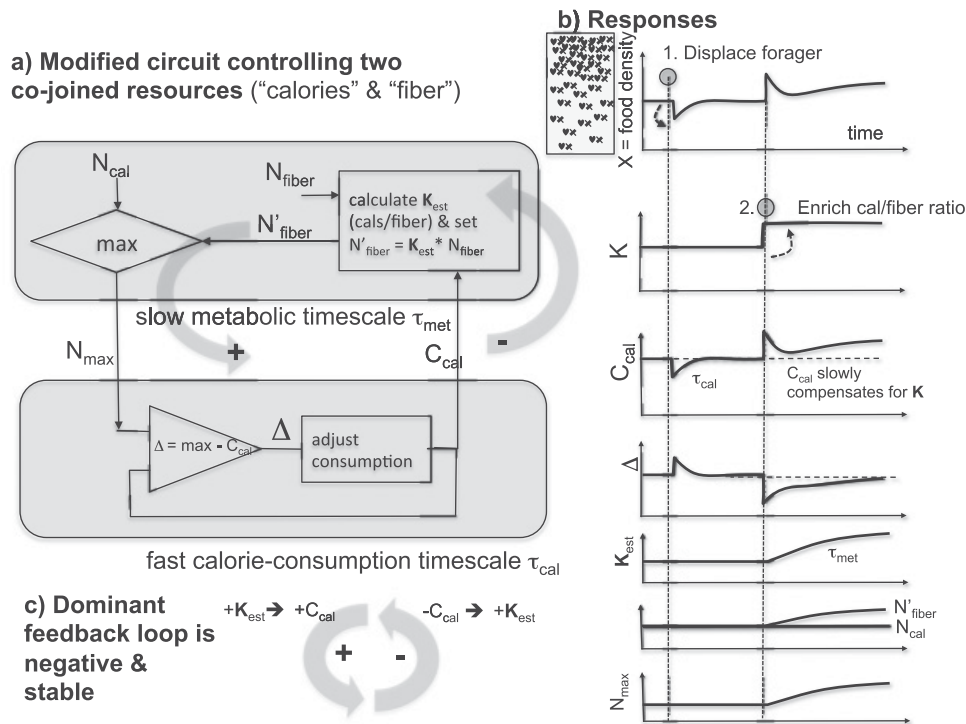 a) Modified circuit controlling two
co-joined resources ("calories" & "fiber")
N_cal
N_fiber
max
N'_fiber
calculate K_est
(cals/fiber) & set
N'_fiber = K_est* N_fiber
slow metabolic timescale τ_met
N_max
+
C_cal
-
Δ = max - C_cal
Δ
adjust
consumption
fast calorie-consumption timescale τ_cal
c) Dominant
feedback loop is
negative &
stable
+K_est➔ +C_cal
-C_cal ➔ +K_est
+
-
b) Responses
1. Displace forager
X = food density
time
2.
Enrich cal/fiber ratio
K
C_cal
τ_cal
C_cal slowly
compensates for K
Δ
K_est
τ_met
N'_fiber
N_cal
N_max